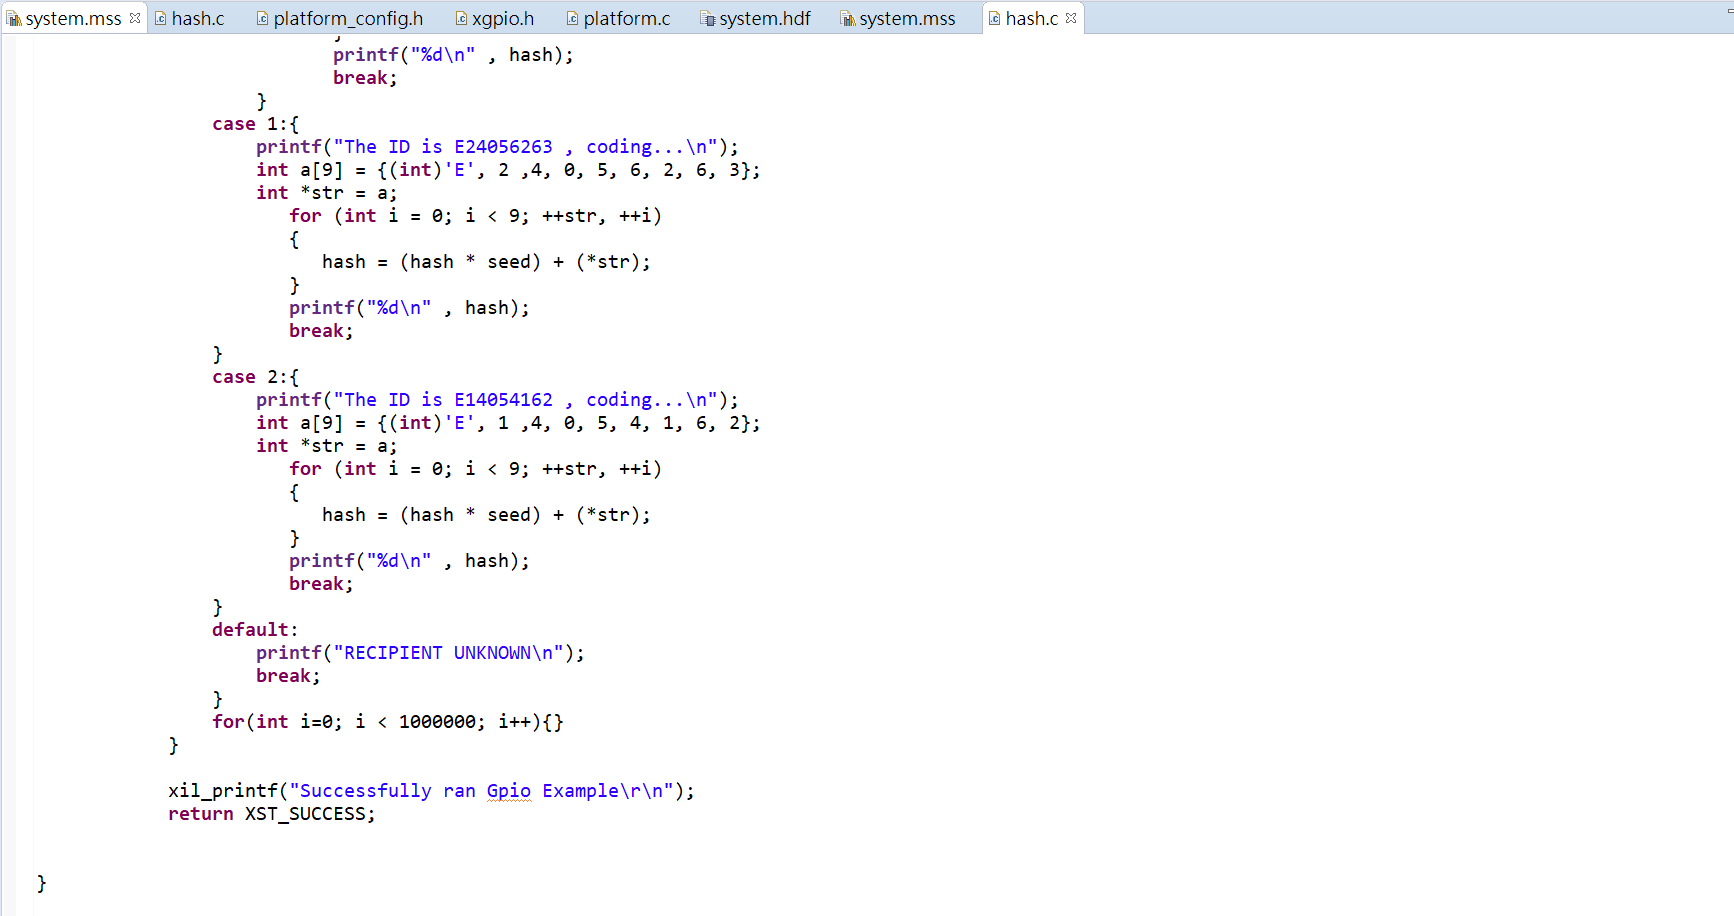 system.mss hash.c platform_config.h xgpio.h platform.c system.hdf system.mss hash.c
}
printf("%d\n" , hash);
break;
}
case 1:{
printf("The ID is E24056263 , coding...\n");
int a[9] = {(int)'E', 2 ,4, 0, 5, 6, 2, 6, 3};
int *str = a;
for (int i = 0; i < 9; ++str, ++i)
{
hash = (hash * seed) + (*str);
}
printf("%d\n" , hash);
break;
}
case 2:{
printf("The ID is E14054162 , coding...\n");
int a[9] = {(int)'E', 1 ,4, 0, 5, 4, 1, 6, 2};
int *str = a;
for (int i = 0; i < 9; ++str, ++i)
{
hash = (hash * seed) + (*str);
}
printf("%d\n" , hash);
break;
}
default:
printf("RECIPIENT UNKNOWN\n");
break;
}
for(int i=0; i < 1000000; i++){}
}
xil_printf("Successfully ran Gpio Example\r\n");
return XST_SUCCESS;
}